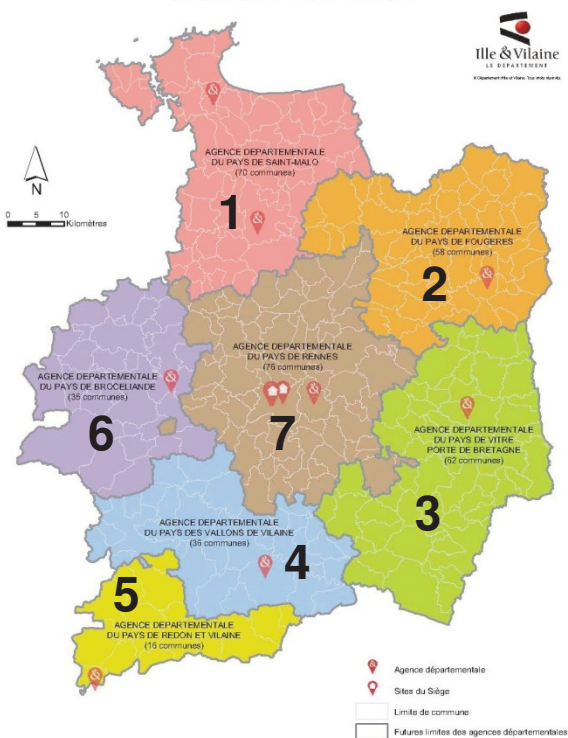 Ille & Vilaine
LE DÉPARTEMENT
AGENCE DEPARTEMENTALE
DU PAYS DE SAINT-MALO
(70 communes)
1
N
0 5 10
Kilomètres
AGENCE DEPARTEMENTALE
DU PAYS DE FOUGERES
(58 communes)
2
AGENCE DEPARTEMENTALE
DU PAYS DE RENNES
(76 communes)
7
AGENCE DEPARTEMENTALE
DU PAYS DE BROCELIANDE
(35 communes)
6
AGENCE DEPARTEMENTALE
DU PAYS DE VITRE
PORTE DE BRETAGNE
(62 communes)
3
AGENCE DEPARTEMENTALE
DU PAYS DES VALLONS DE VILAINE
(36 communes)
4
5
AGENCE DEPARTEMENTALE
DU PAYS DE REDON ET VILAINE
(16 communes)
& Agence départementale
Sites du Siège
Limite de commune
Futures limites des agences départementales